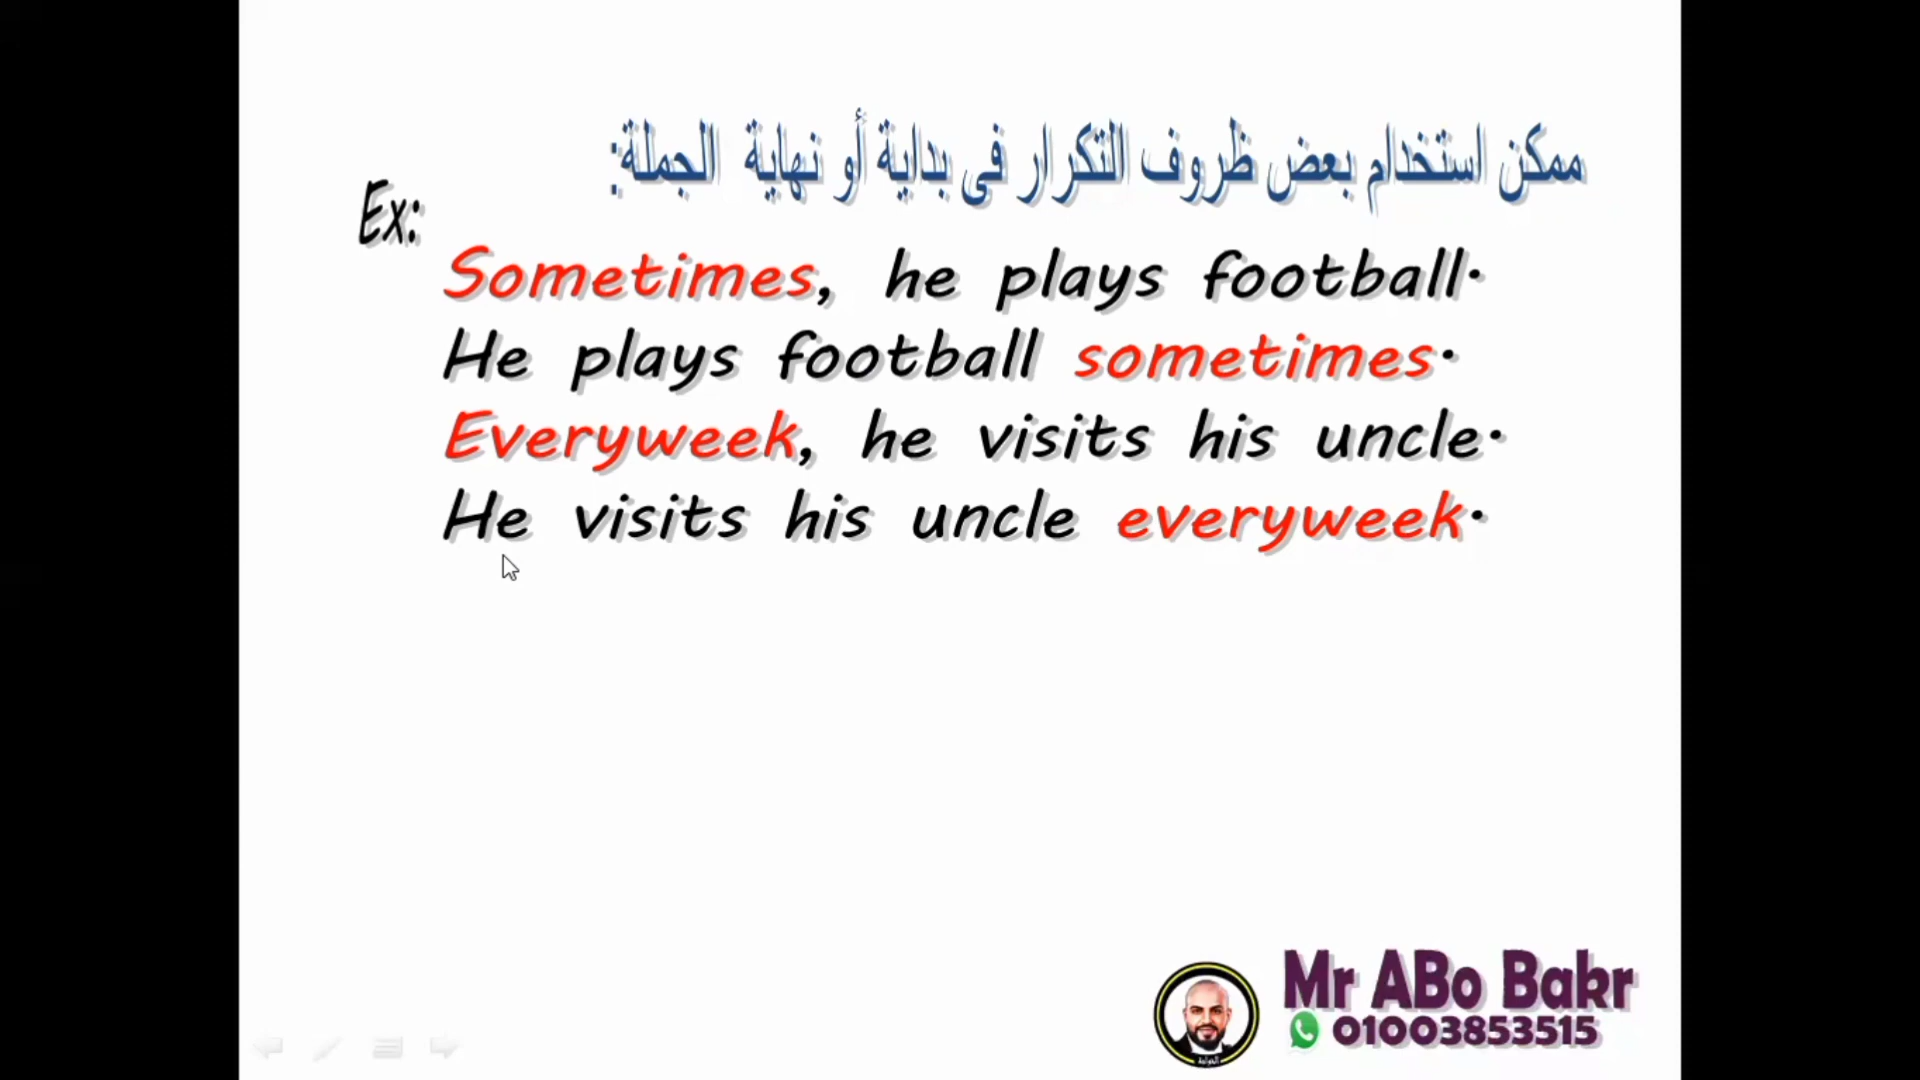 ممكن استخدام بعض ظروف التكرار فى بداية أو نهاية الجملة:
Ex:
Sometimes, he plays football.
He plays football sometimes.
Everyweek, he visits his uncle.
He visits his uncle everyweek.
Mr ABo Bakr
01003853515